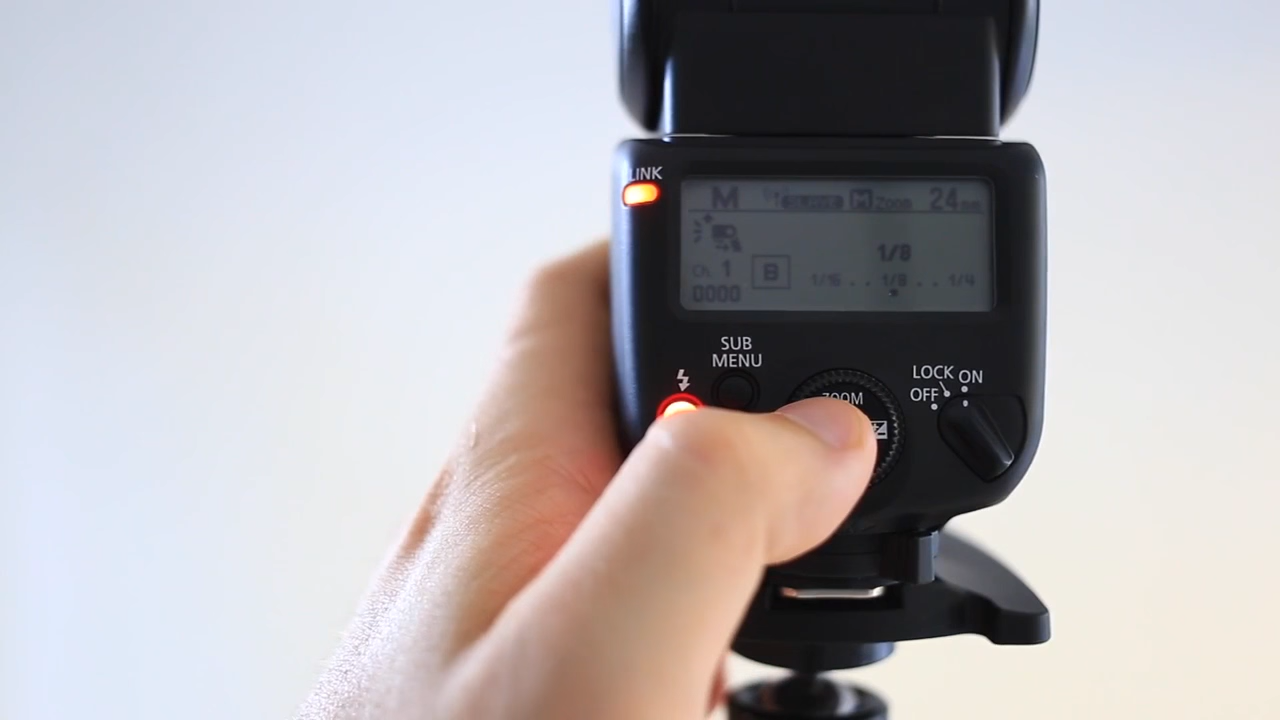 LINK
M SLAVE M Zoom 24mm
1/8
Ch. 1 B 1/16 . . 1/8 . . 1/4
0000
SUB
MENU
ZOOM
LOCK ON
OFF